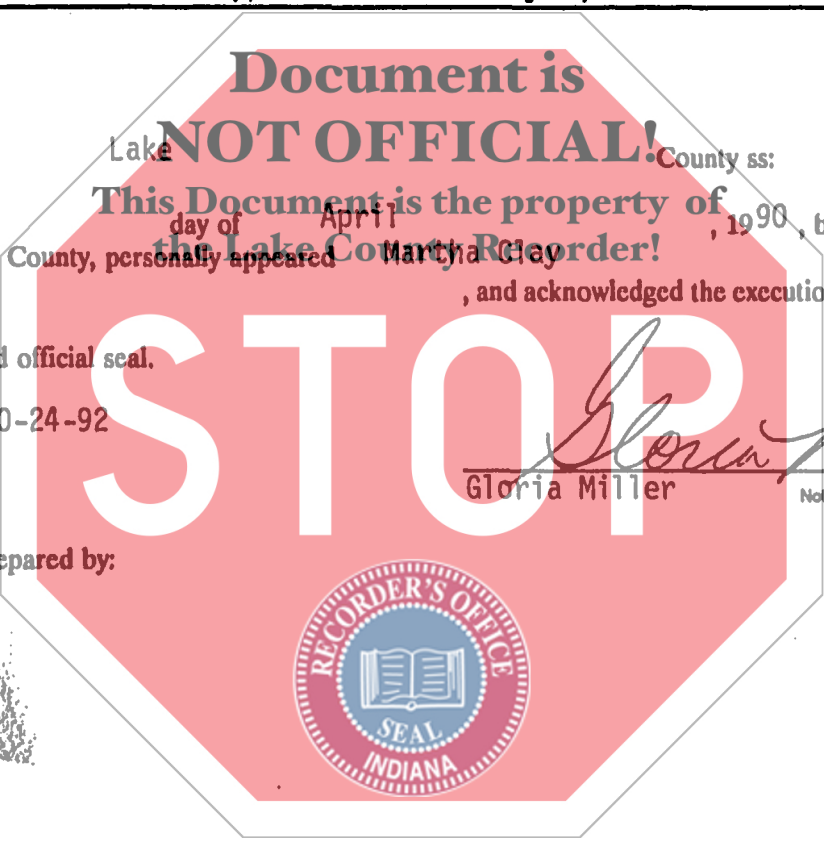 Document is
Lake NOT OFFICIAL! County ss:
This Document is the property of
day of April , 1990 , b
the Lake County Recorder!
County, personally appeared Martha Clay
, and acknowledged the executio
d official seal.
0-24-92
STOP
Gloria
Gloria Miller Not
epared by:
RECORDER'S OFFICE
SEAL
INDIANA